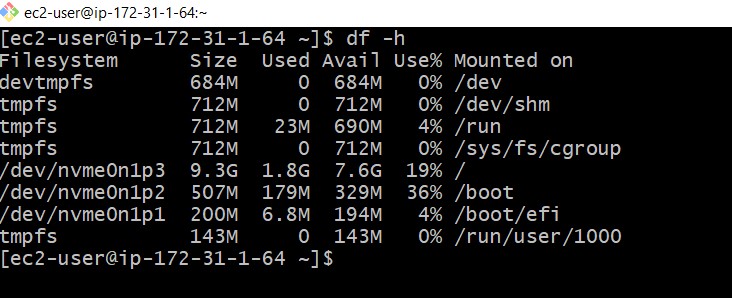 ec2-user@ip-172-31-1-64:~
[ec2-user@ip-172-31-1-64 ~]$ df -h
Filesystem      Size  Used Avail Use% Mounted on
devtmpfs        684M     0  684M   0% /dev
tmpfs           712M     0  712M   0% /dev/shm
tmpfs           712M   23M  690M   4% /run
tmpfs           712M     0  712M   0% /sys/fs/cgroup
/dev/nvme0n1p3  9.3G  1.8G  7.6G  19% /
/dev/nvme0n1p2  507M  179M  329M  36% /boot
/dev/nvme0n1p1  200M  6.8M  194M   4% /boot/efi
tmpfs           143M     0  143M   0% /run/user/1000
[ec2-user@ip-172-31-1-64 ~]$